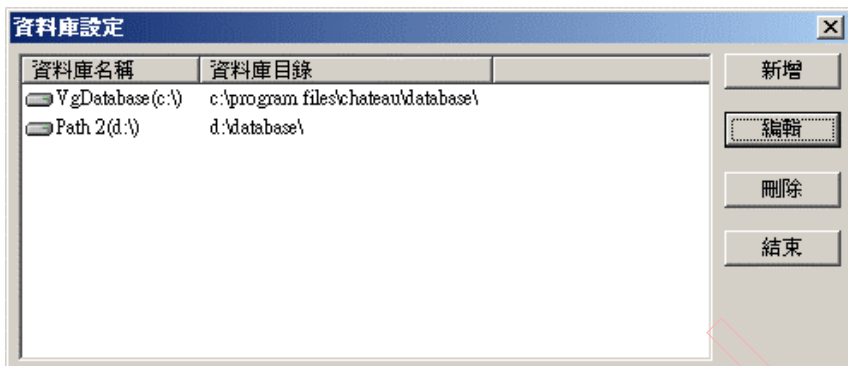 資料庫設定
資料庫名稱 資料庫目錄
VgDatabase(c:\) c:\program files\chateau\database\
Path 2(d:\) d:\database\
新增
編輯
刪除
結束